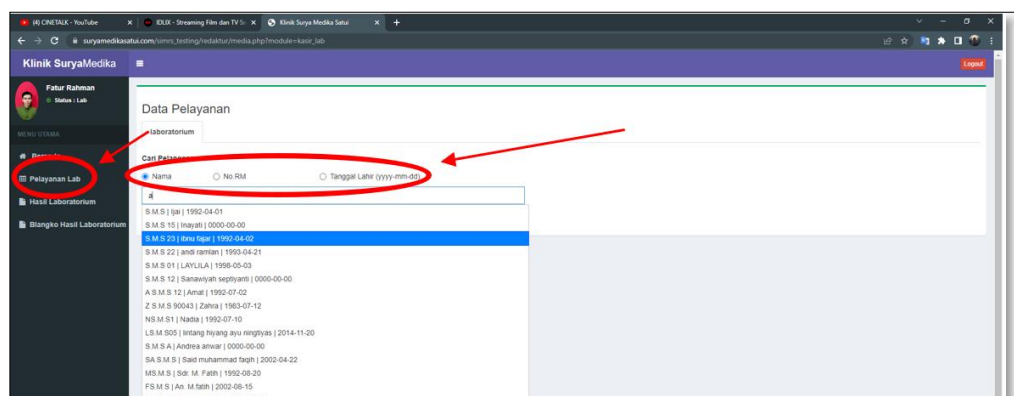 (4) CINETALK - YouTube
IDLIX - Streaming Film dan TV S
Klinik Surya Medika Satui
suryamedikasatui.com/simrs_testing/redaktur/media.php?module=kasir_lab
Klinik SuryaMedika
Logout
Fatur Rahman
Status : Lab
MENU UTAMA
Beranda
Pelayanan Lab
Hasil Laboratorium
Blangko Hasil Laboratorium
Data Pelayanan
laboratorium
Cari
Nama
No.RM
Tanggal Lahir (yyyy-mm-dd)
a
S.M.S | Ijai | 1992-04-01
S.M.S 15 | Inayati | 0000-00-00
S.M.S 23 | ibnu fajar | 1992-04-02
S.M.S 22 | andi ramlan | 1993-04-21
S.M.S 01 | LAYLILA | 1998-05-03
S.M.S 12 | Sanawiyah septiyanti | 0000-00-00
A S.M.S 12 | Amat | 1992-07-02
Z S.M.S 90043 | Zahra | 1963-07-12
NS.M.S1 | Nadia | 1992-07-10
LS.M.S05 | lintang hiyang ayu ningtiyas | 2014-11-20
S.M.S A | Andrea anwar | 0000-00-00
SA S.M.S | Said muhammad faqih | 2002-04-22
MS.M.S | Sdr. M. Fatih | 1992-08-20
FS.M.S | An. M.fatih | 2002-08-15